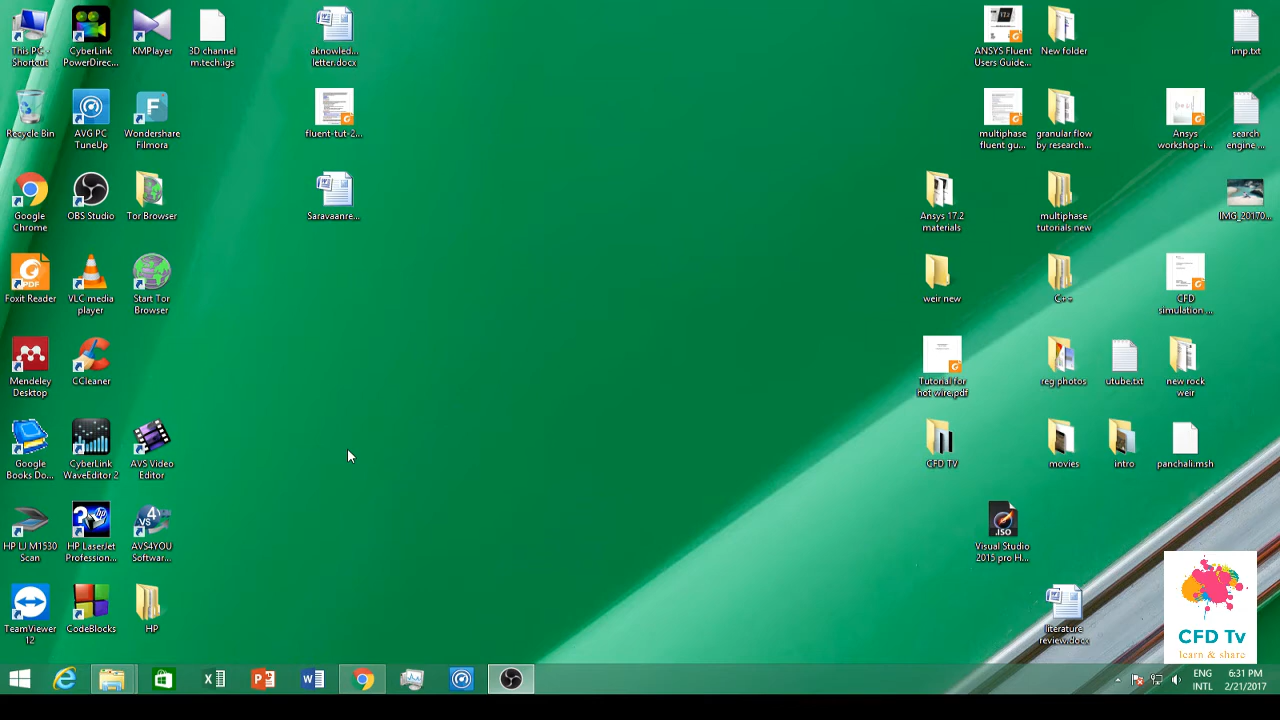 This PC - Shortcut
CyberLink PowerDirec...
KMPlayer
3D channel m.tech.igs
aknowled... letter.docx
ANSYS Fluent Users Guide...
New folder
imp.txt
Recycle Bin
AVG PC TuneUp
Wondershare Filmora
fluent-tut-2...
multiphase fluent gu...
granular flow by research...
Ansys workshop-i...
search engine ...
Google Chrome
OBS Studio
Tor Browser
Saravaanre...
Ansys 17.2 materials
multiphase tutorials new
IMG_20170...
Foxit Reader
VLC media player
Start Tor Browser
weir new
C++
CFD simulation ...
Mendeley Desktop
CCleaner
Tutorial for hot wire.pdf
reg photos
utube.txt
new rock weir
Google Books Do...
CyberLink WaveEditor 2
AVS Video Editor
CFD TV
movies
intro
panchali.msh
HP LJ M1530 Scan
HP LaserJet Profession...
AVS4YOU Softwar...
.ISO
Visual Studio 2015 pro H...
TeamViewer 12
CodeBlocks
HP
literature review.docx
CFD Tv
learn & share
ENG
INTL
6:31 PM
2/21/2017